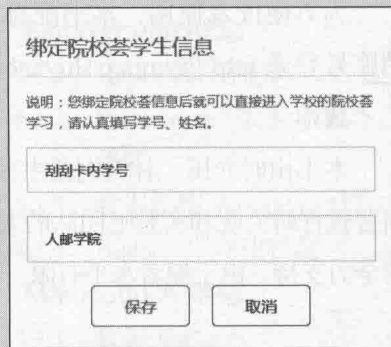 绑定院校荟学生信息
说明：您绑定院校荟信息后就可以直接进入学校的院校荟
学习，请认真填写学号、姓名。
刮刮卡内学号
人邮学院
保存
取消